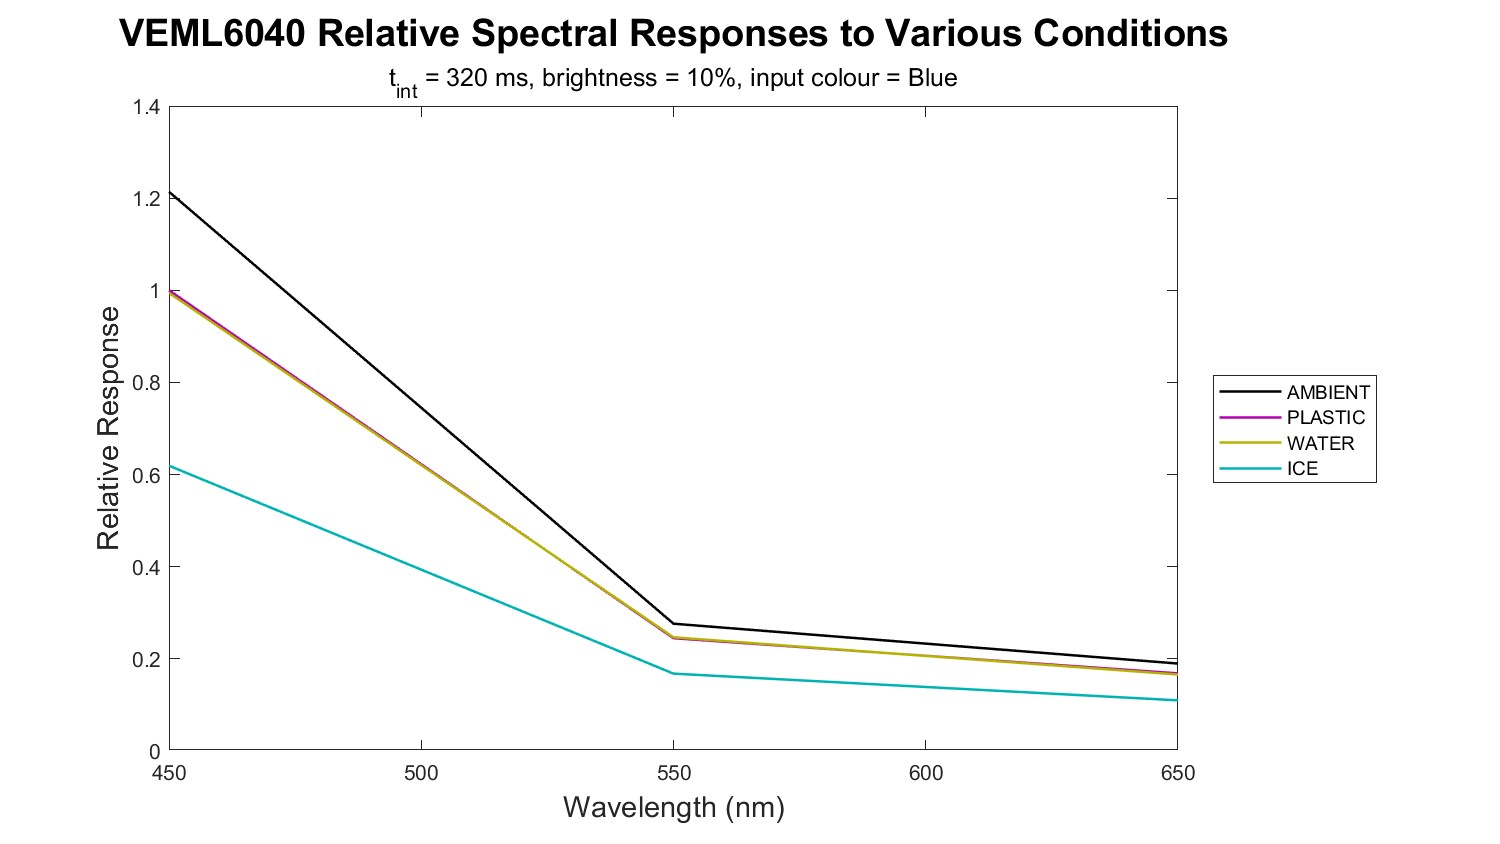 VEML6040 Relative Spectral Responses to Various Conditions
tint = 320 ms, brightness = 10%, input colour = Blue
1.4
1.2
1
0.8
0.6
0.4
0.2
0
Relative Response
450 500 550 600 650
Wavelength (nm)
AMBIENT
PLASTIC
WATER
ICE